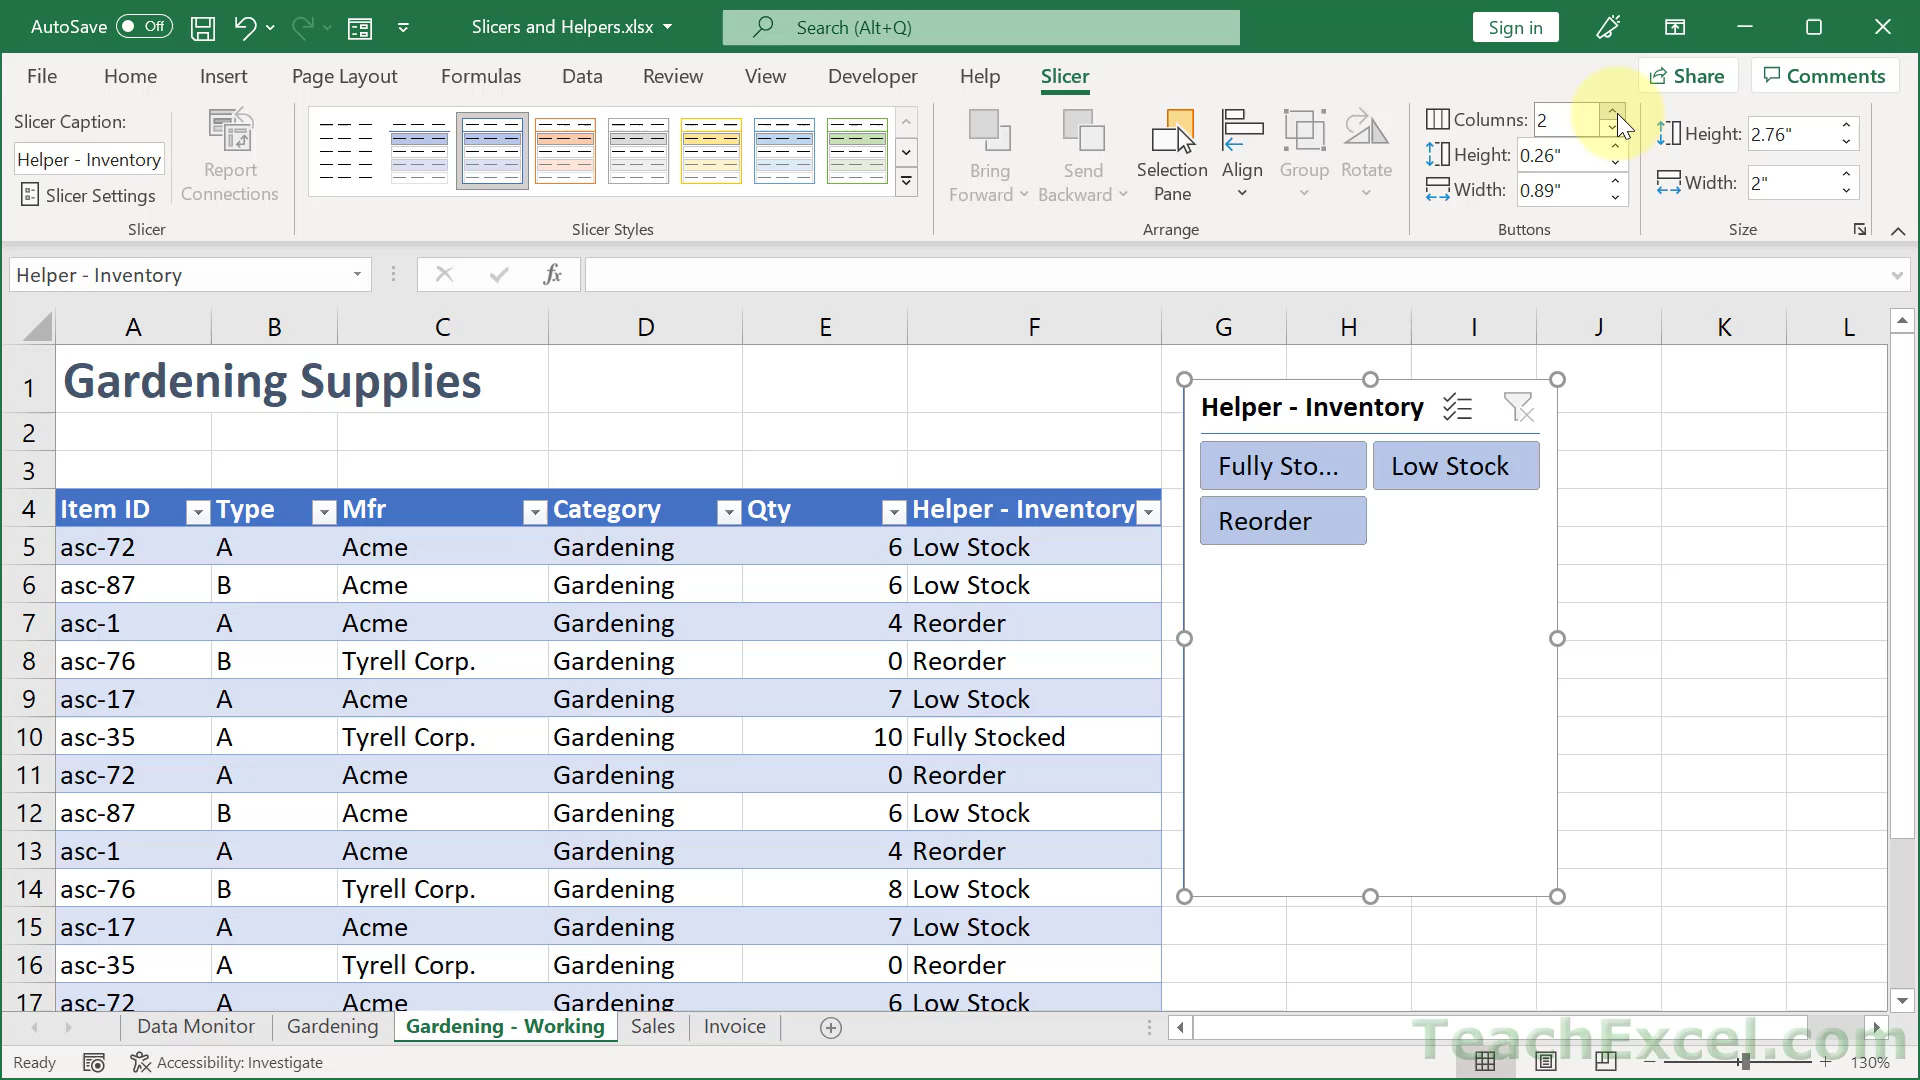 AutoSave Off Slicers and Helpers.xlsx Search (Alt+Q) Sign in
File Home Insert Page Layout Formulas Data Review View Developer Help Slicer Share Comments
Slicer Caption:
Helper - Inventory
Slicer Settings
Report
Connections
Slicer
Slicer Styles
Bring
Forward
Send
Backward
Selection
Pane
Align
Group
Rotate
Arrange
Columns: 2
Height: 0.26"
Width: 0.89"
Buttons
Height: 2.76"
Width: 2"
Size
Helper - Inventory fx
A B C D E F G H I J K L
1 Gardening Supplies
2
3
4 Item ID Type Mfr Category Qty Helper - Inventory
5 asc-72 A Acme Gardening 6 Low Stock
6 asc-87 B Acme Gardening 6 Low Stock
7 asc-1 A Acme Gardening 4 Reorder
8 asc-76 B Tyrell Corp. Gardening 0 Reorder
9 asc-17 A Acme Gardening 7 Low Stock
10 asc-35 A Tyrell Corp. Gardening 10 Fully Stocked
11 asc-72 A Acme Gardening 0 Reorder
12 asc-87 B Acme Gardening 6 Low Stock
13 asc-1 A Acme Gardening 4 Reorder
14 asc-76 B Tyrell Corp. Gardening 8 Low Stock
15 asc-17 A Acme Gardening 7 Low Stock
16 asc-35 A Tyrell Corp. Gardening 0 Reorder
17 asc-72 A Acme Gardening 6 Low Stock
Helper - Inventory
Fully Sto... Low Stock
Reorder
Data Monitor Gardening Gardening - Working Sales Invoice
TeachExcel.com
Ready Accessibility: Investigate 130%